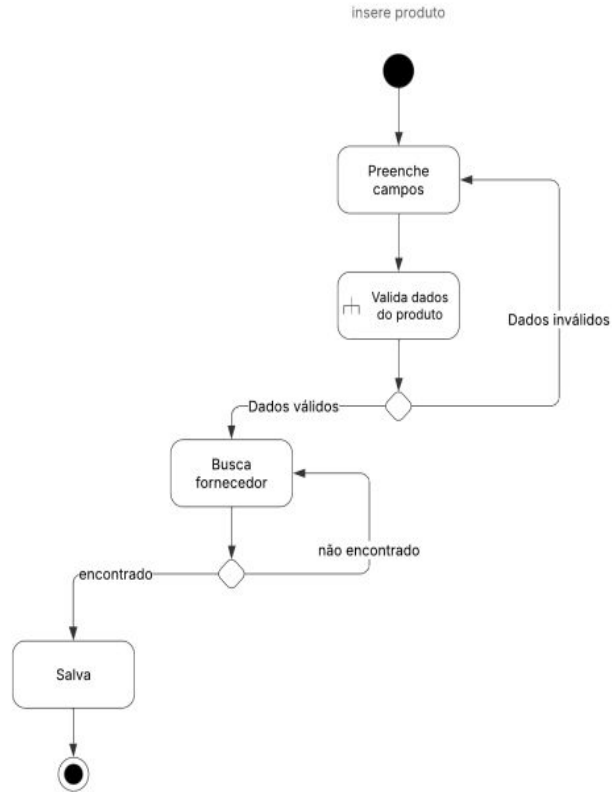 insere produto
Preenche
campos
Valida dados
do produto
Dados inválidos
Dados válidos
Busca
fornecedor
não encontrado
encontrado
Salva